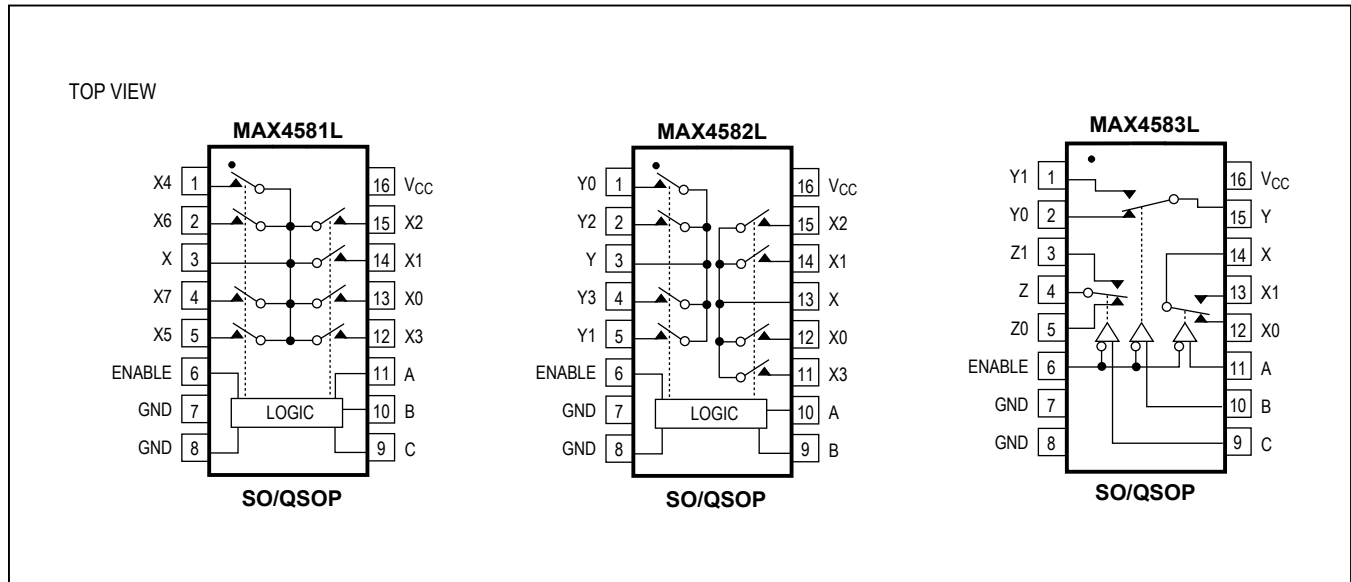 TOP VIEW
MAX4581L
X4 1
X6 2
X 3
X7 4
X5 5
ENABLE 6
GND 7
GND 8
16 VCC
15 X2
14 X1
13 X0
12 X3
11 A
10 B
9 C
LOGIC
SO/QSOP
MAX4582L
Y0 1
Y2 2
Y 3
Y3 4
Y1 5
ENABLE 6
GND 7
GND 8
16 VCC
15 X2
14 X1
13 X
12 X0
11 X3
10 A
9 B
LOGIC
SO/QSOP
MAX4583L
Y1 1
Y0 2
Z1 3
Z 4
Z0 5
ENABLE 6
GND 7
GND 8
16 VCC
15 Y
14 X
13 X1
12 X0
11 A
10 B
9 C
SO/QSOP